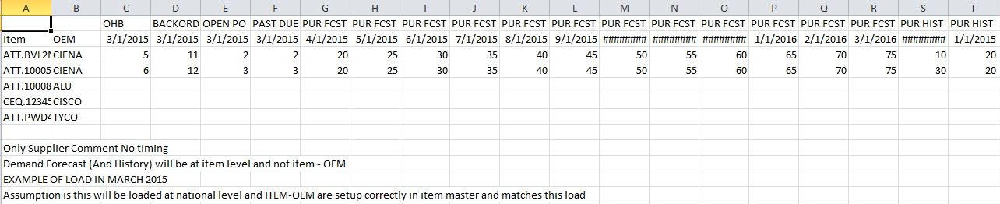 A B C D E F G H I J K L M N O P Q R S T
OHB BACKORD OPEN PO PAST DUE PUR FCST PUR FCST PUR FCST PUR FCST PUR FCST PUR FCST PUR FCST PUR FCST PUR FCST PUR FCST PUR FCST PUR FCST PUR HIST PUR HIST
Item OEM 3/1/2015 3/1/2015 3/1/2015 3/1/2015 4/1/2015 5/1/2015 6/1/2015 7/1/2015 8/1/2015 9/1/2015 ######## ######## ######## 1/1/2016 2/1/2016 3/1/2016 ######## 1/1/2015
ATT.BVL2 CIENA 5 11 2 2 20 25 30 35 40 45 50 55 60 65 70 75 10 20
ATT.10005 CIENA 6 12 3 3 20 25 30 35 40 45 50 55 60 65 70 75 30 20
ATT.10008 ALU
CEQ.12345 CISCO
ATT.PWD4 TYCO
Only Supplier Comment No timing
Demand Forecast (And History) will be at item level and not item - OEM
EXAMPLE OF LOAD IN MARCH 2015
Assumption is this will be loaded at national level and ITEM-OEM are setup correctly in item master and matches this load